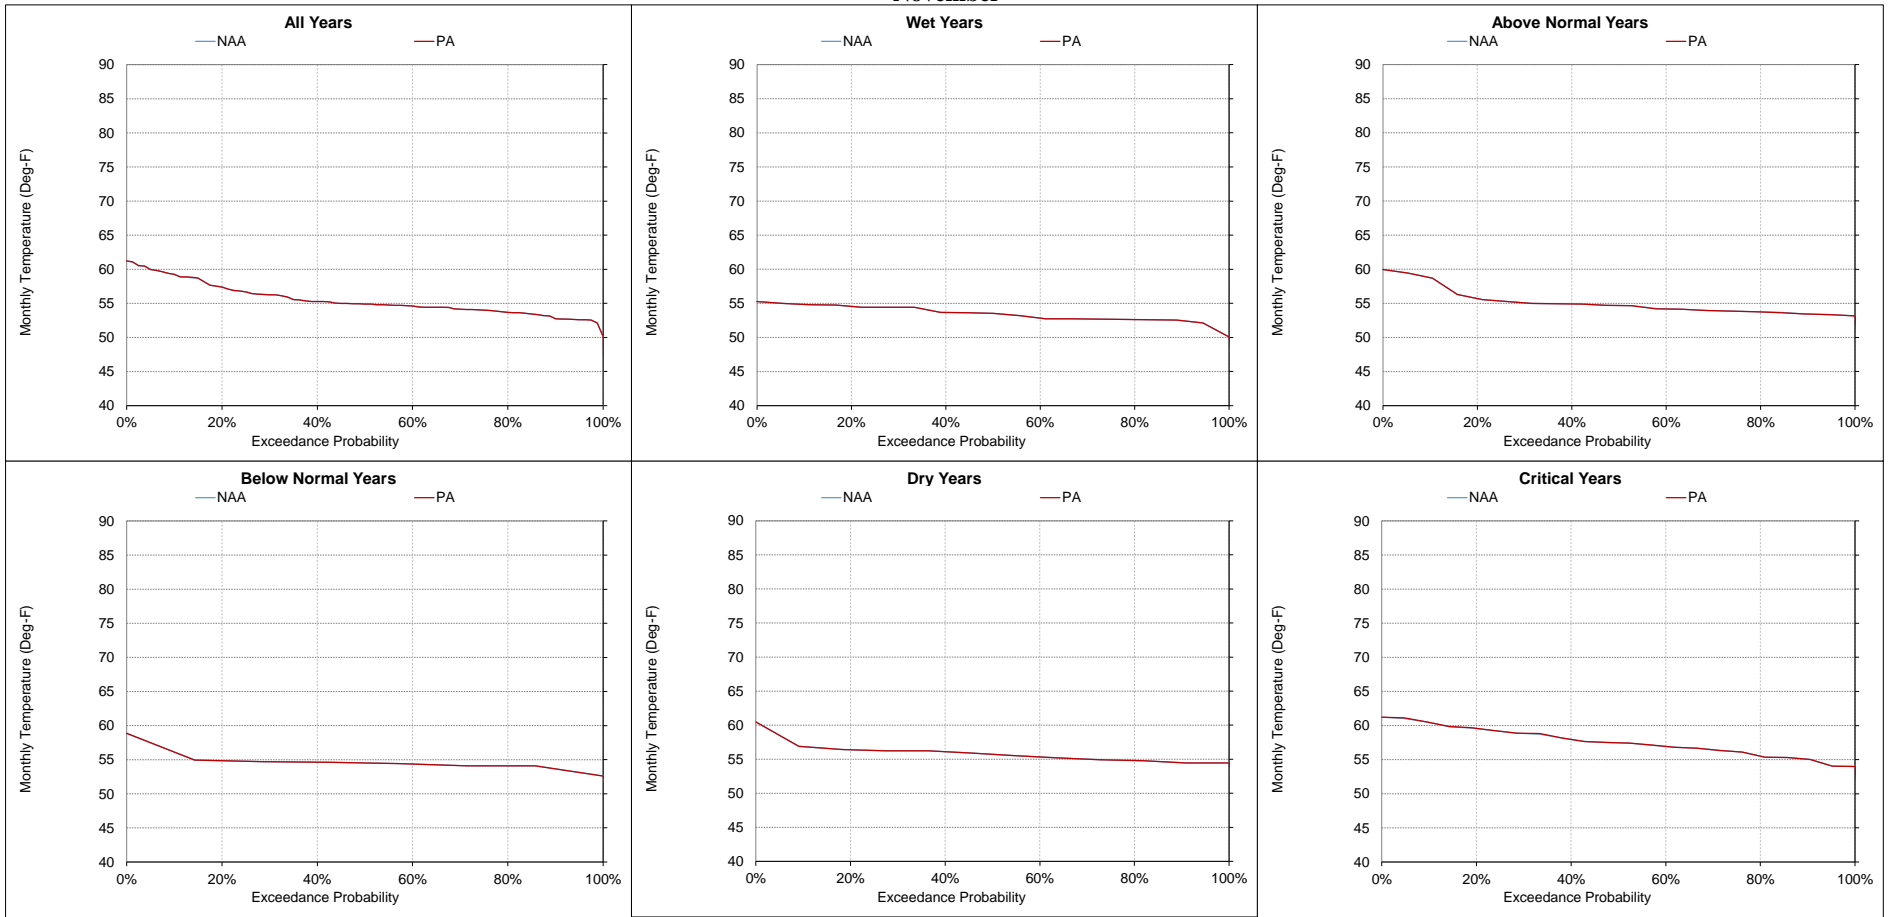 All Years
NAA PA
90
85
80
75
70
65
60
55
50
45
40
Monthly Temperature (Deg-F)
0% 20% 40% 60% 80% 100%
Exceedance Probability
Wet Years
NAA PA
90
85
80
75
70
65
60
55
50
45
40
Monthly Temperature (Deg-F)
0% 20% 40% 60% 80% 100%
Exceedance Probability
Above Normal Years
NAA PA
90
85
80
75
70
65
60
55
50
45
40
Monthly Temperature (Deg-F)
0% 20% 40% 60% 80% 100%
Exceedance Probability
Below Normal Years
NAA PA
90
85
80
75
70
65
60
55
50
45
40
Monthly Temperature (Deg-F)
0% 20% 40% 60% 80% 100%
Exceedance Probability
Dry Years
NAA PA
90
85
80
75
70
65
60
55
50
45
40
Monthly Temperature (Deg-F)
0% 20% 40% 60% 80% 100%
Exceedance Probability
Critical Years
NAA PA
90
85
80
75
70
65
60
55
50
45
40
Monthly Temperature (Deg-F)
0% 20% 40% 60% 80% 100%
Exceedance Probability